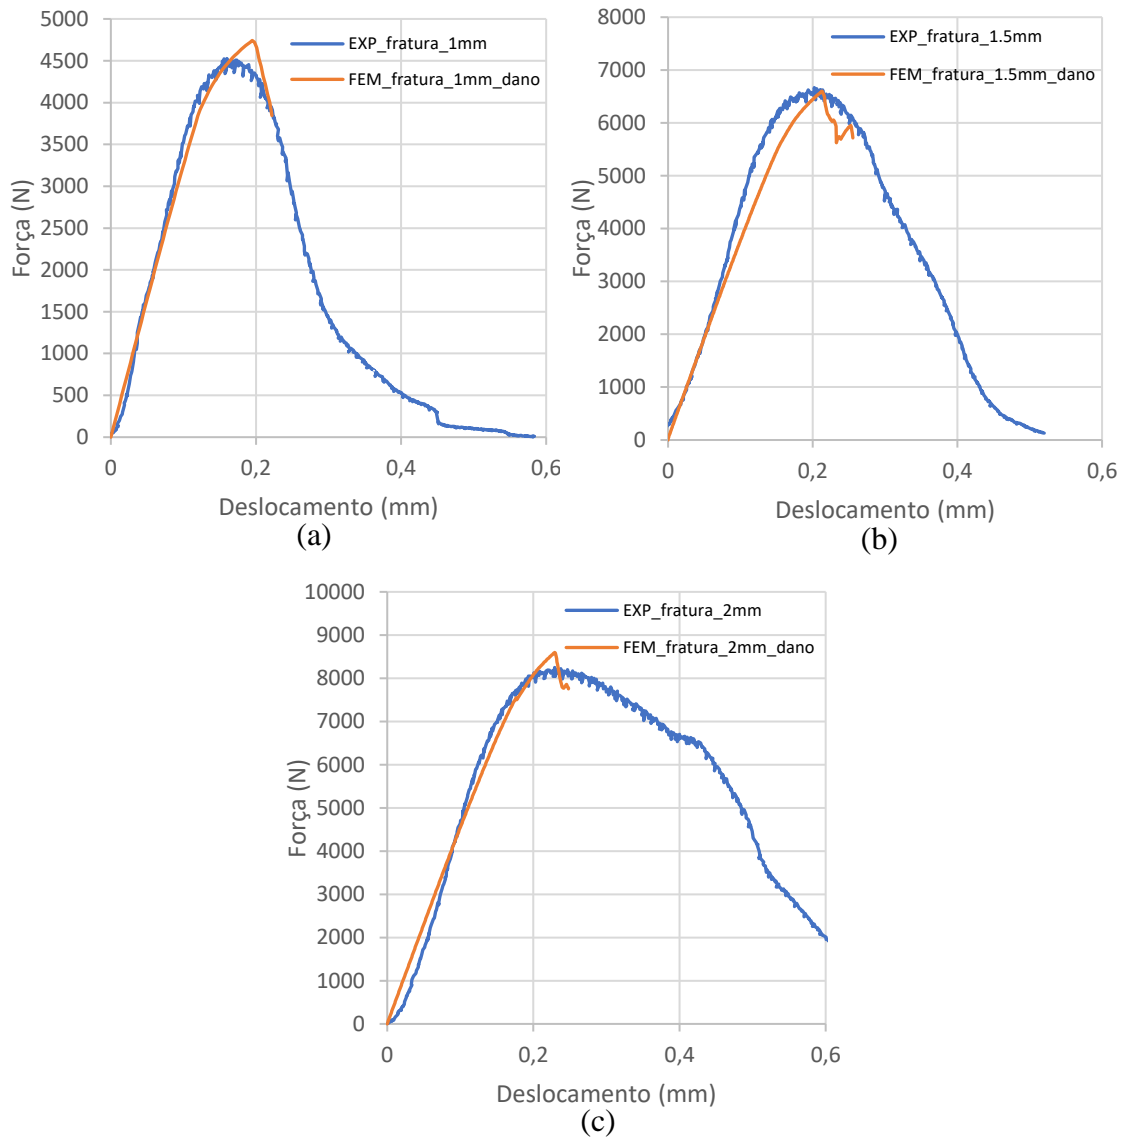 5000
4500
4000
3500
3000
2500
2000
1500
1000
500
0
Força (N)
EXP_fratura_1mm
FEM_fratura_1mm_dano
0 0,2 0,4 0,6
Deslocamento (mm)
(a)
8000
7000
6000
5000
4000
3000
2000
1000
0
Força (N)
EXP_fratura_1.5mm
FEM_fratura_1.5mm_dano
0 0,2 0,4 0,6
Deslocamento (mm)
(b)
10000
9000
8000
7000
6000
5000
4000
3000
2000
1000
0
Força (N)
EXP_fratura_2mm
FEM_fratura_2mm_dano
0 0,2 0,4 0,6
Deslocamento (mm)
(c)